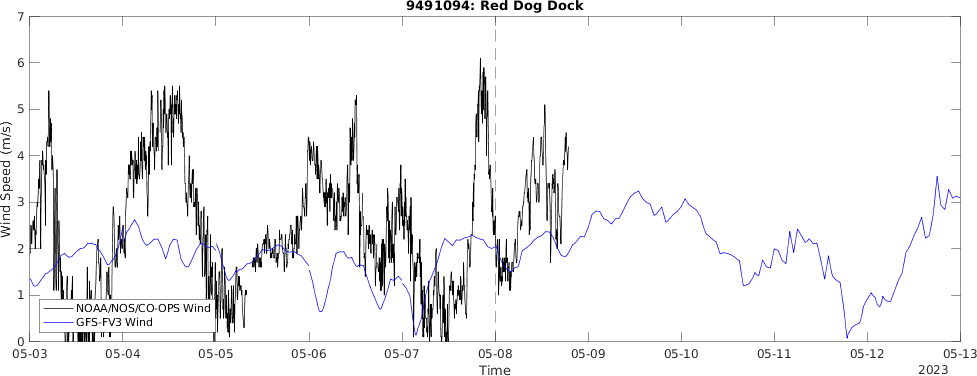 9491094: Red Dog Dock
7
6
5
4
3
2
1
0
Wind Speed (m/s)
NOAA/NOS/CO-OPS Wind
GFS-FV3 Wind
05-03 05-04 05-05 05-06 05-07 05-08 05-09 05-10 05-11 05-12 05-13
Time
2023